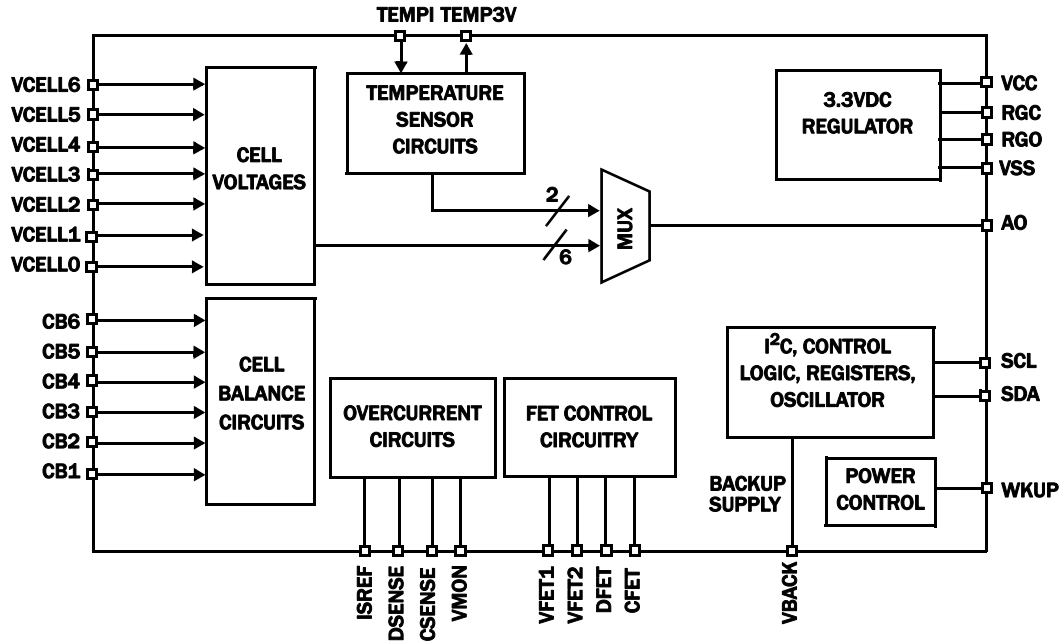 TEMPI TEMP3V
VCELL6
VCELL5
VCELL4
VCELL3
VCELL2
VCELL1
VCELL0
CELL
VOLTAGES
TEMPERATURE
SENSOR
CIRCUITS
3.3VDC
REGULATOR
VCC
RGC
RGO
VSS
2
6
MUX
AO
CB6
CB5
CB4
CB3
CB2
CB1
CELL
BALANCE
CIRCUITS
OVERCURRENT
CIRCUITS
FET CONTROL
CIRCUITRY
I²C, CONTROL
LOGIC, REGISTERS,
OSCILLATOR
SCL
SDA
BACKUP
SUPPLY
POWER
CONTROL
WKUP
ISREF
DSENSE
CSENSE
VMON
VFET1
VFET2
DFET
CFET
VBACK